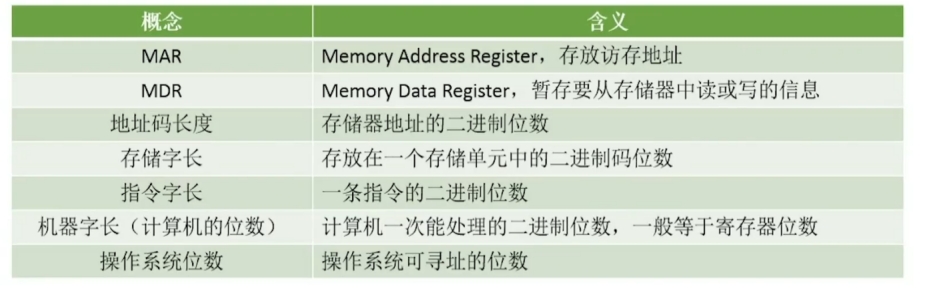 概念 含义
MAR Memory Address Register，存放访存地址
MDR Memory Data Register，暂存要从存储器中读或写的信息
地址码长度 存储器地址的二进制位数
存储字长 存放在一个存储单元中的二进制码位数
指令字长 一条指令的二进制位数
机器字长（计算机的位数） 计算机一次能处理的二进制位数，一般等于寄存器位数
操作系统位数 操作系统可寻址的位数